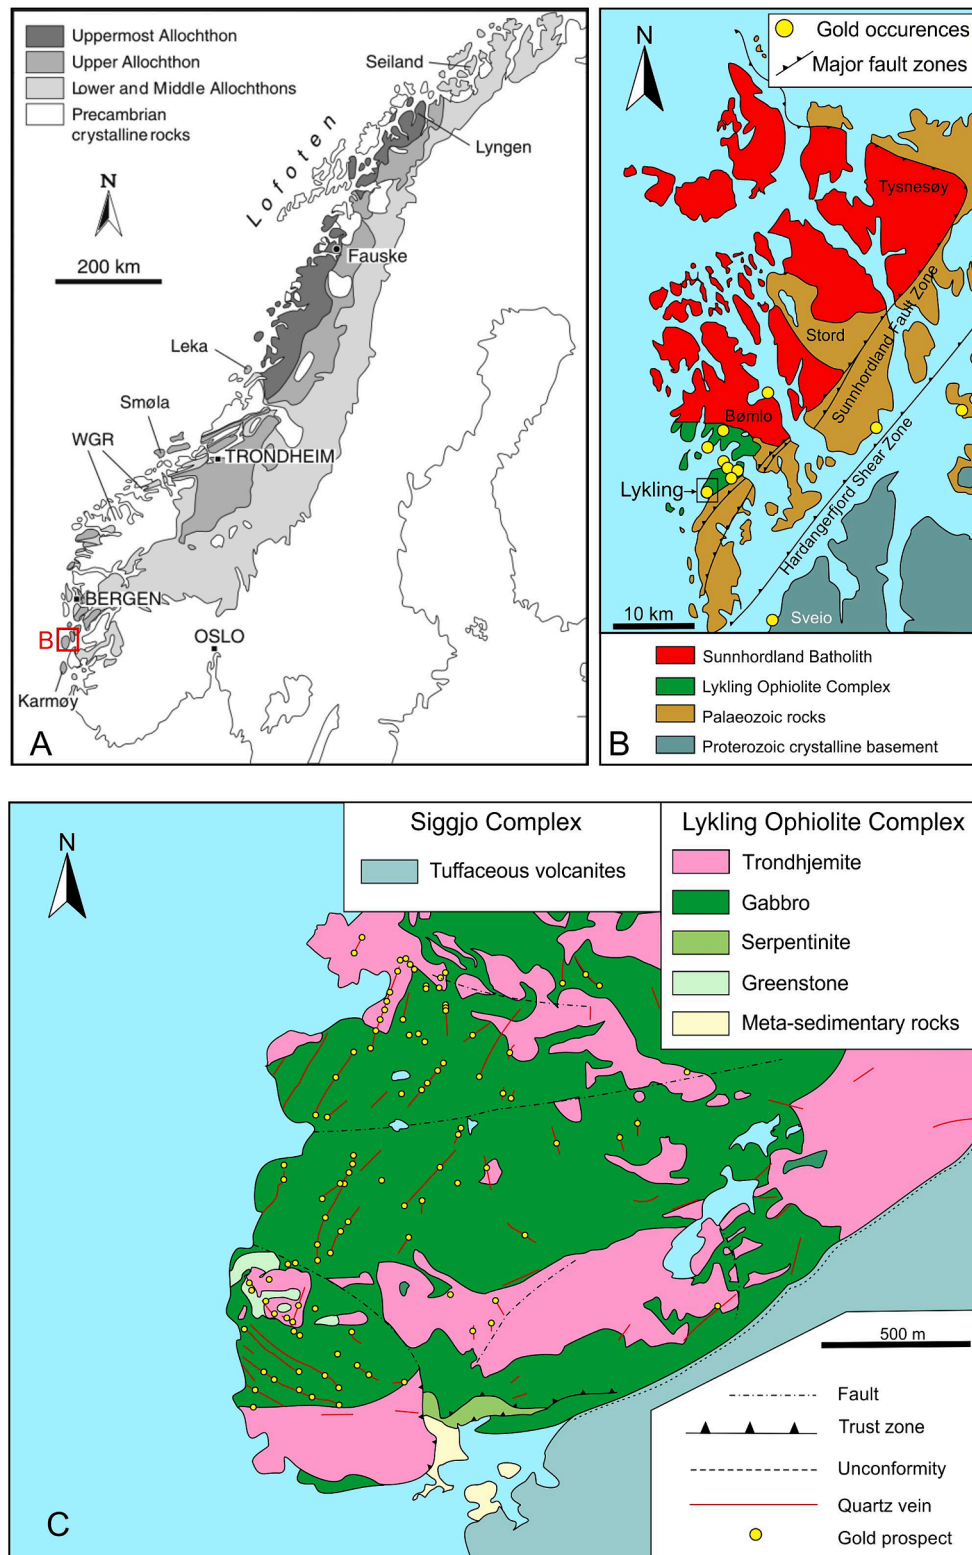 Uppermost Allochthon
Upper Allochthon
Lower and Middle Allochthons
Precambrian
crystalline rocks
Seiland
Lyngen
Lofoten
N
200 km
Fauske
Leka
Smøla
WGR
TRONDHEIM
BERGEN
B
OSLO
Karmøy
A
N
Gold occurences
Major fault zones
Tysnesøy
Stord
Sunnhordland Fault Zone
Bømlo
Lykling
Hardangerfjord Shear Zone
10 km
Sveio
Sunnhordland Batholith
Lykling Ophiolite Complex
Palaeozoic rocks
B
Proterozoic crystalline basement
N
Siggjo Complex
Tuffaceous volcanites
Lykling Ophiolite Complex
Trondhjemite
Gabbro
Serpentinite
Greenstone
Meta-sedimentary rocks
500 m
Fault
Trust zone
Unconformity
Quartz vein
Gold prospect
C